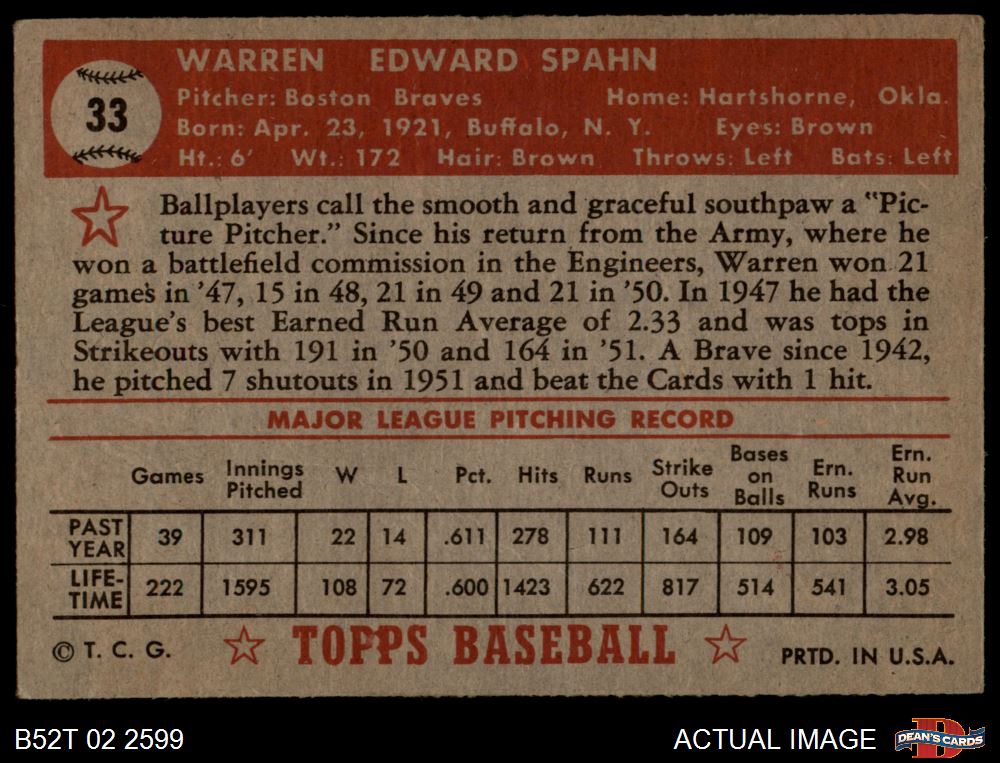 WARREN EDWARD SPAHN
33
Pitcher: Boston Braves Home: Hartshorne, Okla.
Born: Apr. 23, 1921, Buffalo, N. Y. Eyes: Brown
Ht.: 6' Wt.: 172 Hair: Brown Throws: Left Bats: Left
Ballplayers call the smooth and graceful southpaw a "Pic-
ture Pitcher." Since his return from the Army, where he
won a battlefield commission in the Engineers, Warren won 21
games in '47, 15 in 48, 21 in 49 and 21 in '50. In 1947 he had the
League's best Earned Run Average of 2.33 and was tops in
Strikeouts with 191 in '50 and 164 in '51. A Brave since 1942,
he pitched 7 shutouts in 1951 and beat the Cards with 1 hit.
MAJOR LEAGUE PITCHING RECORD
Games Innings Pitched W L Pct. Hits Runs Strike Outs Bases on Balls Ern. Runs Ern. Run Avg.
PAST YEAR 39 311 22 14 .611 278 111 164 109 103 2.98
LIFE-TIME 222 1595 108 72 .600 1423 622 817 514 541 3.05
© T. C. G. TOPPS BASEBALL PRTD. IN U.S.A.
B52T 02 2599 ACTUAL IMAGE DEAN'S CARDS